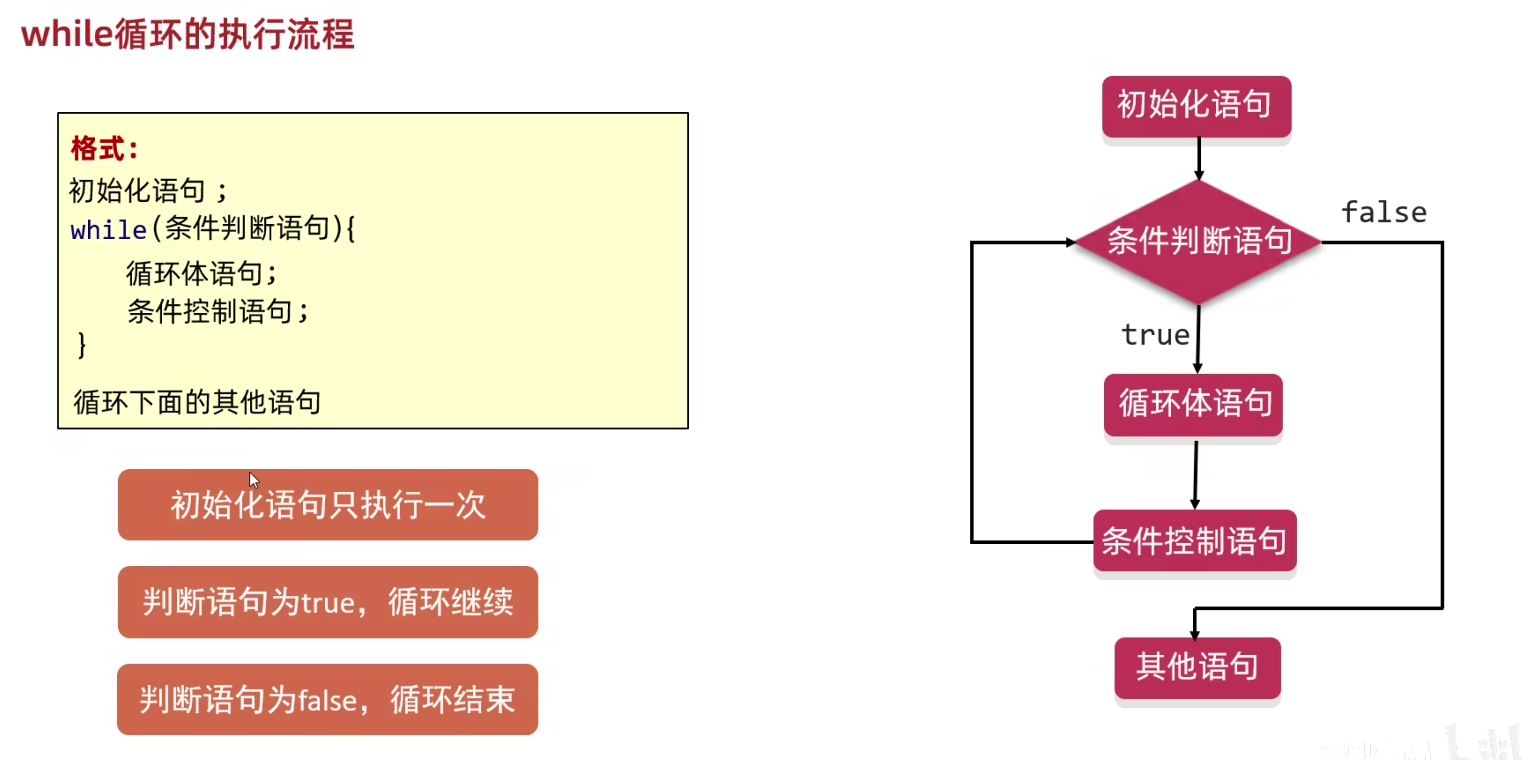 while循环的执行流程
格式：
初始化语句；
while(条件判断语句){
循环体语句;
条件控制语句;
}
循环下面的其他语句
初始化语句只执行一次
判断语句为true，循环继续
判断语句为false，循环结束
初始化语句
条件判断语句
false
true
循环体语句
条件控制语句
其他语句